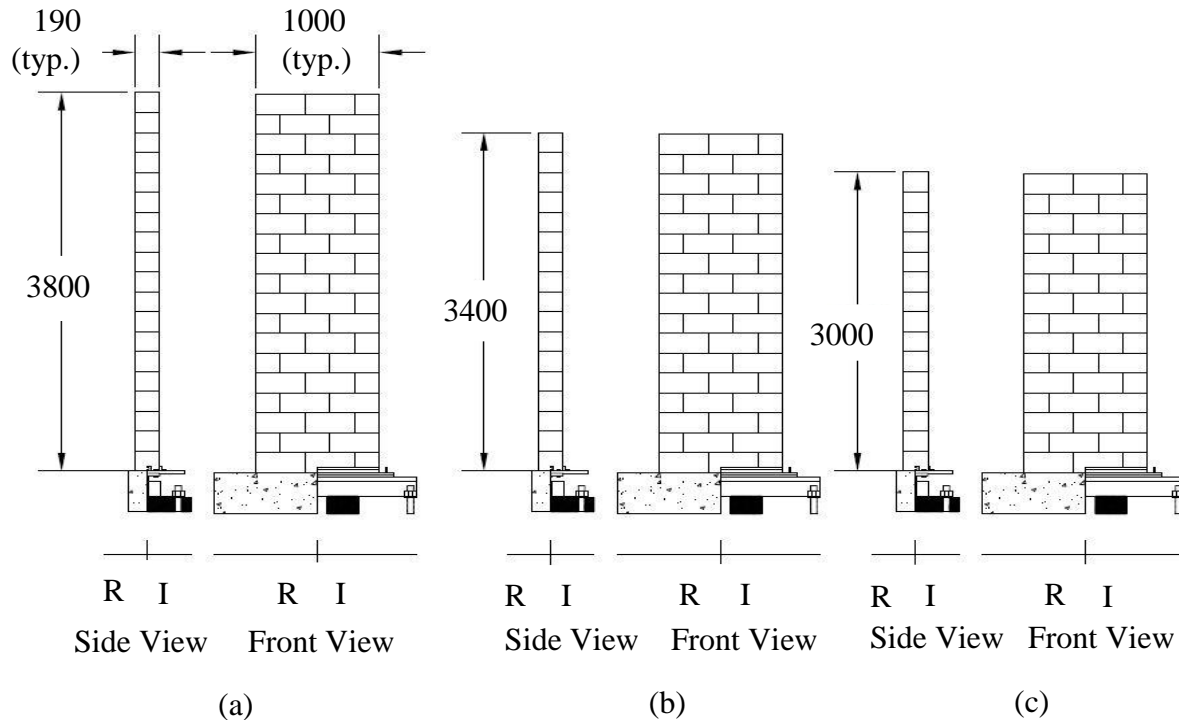 190
(typ.)
1000
(typ.)
3800
3400
3000
R I
R I
R I
R I
R I
R I
Side View Front View
Side View Front View
Side View Front View
(a)
(b)
(c)